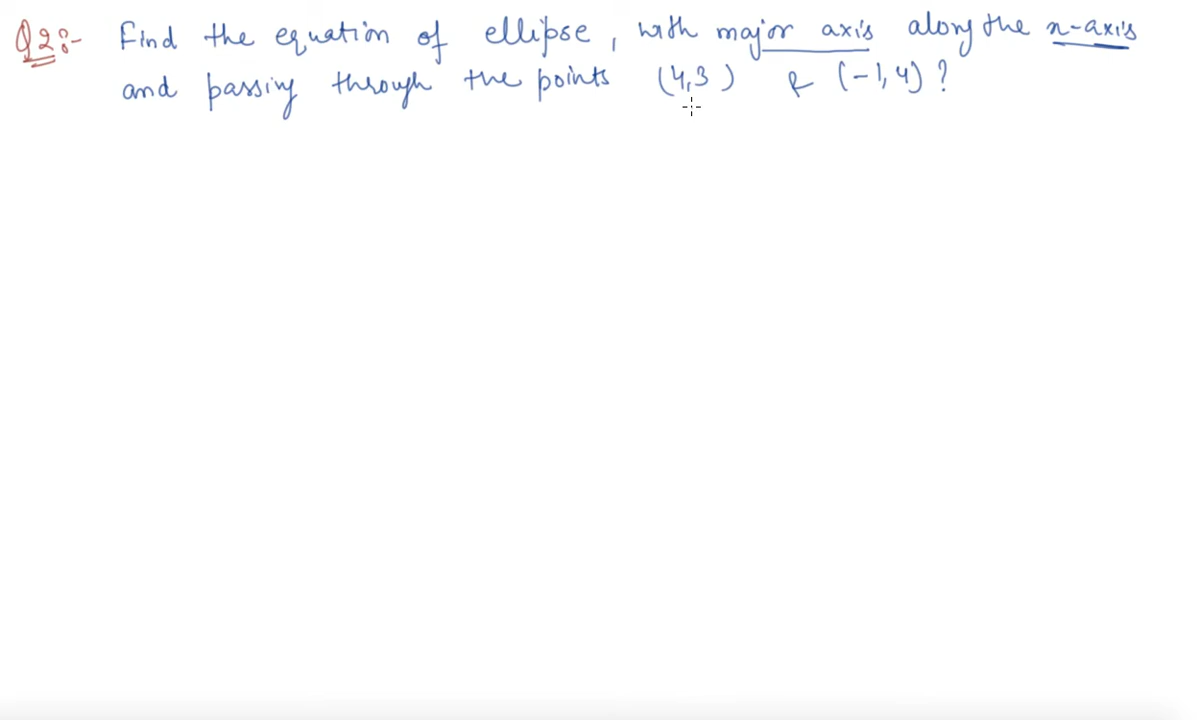 Q2:- Find the equation of ellipse, with major axis along the x-axis
and passing through the points (4,3) & (-1,4)?